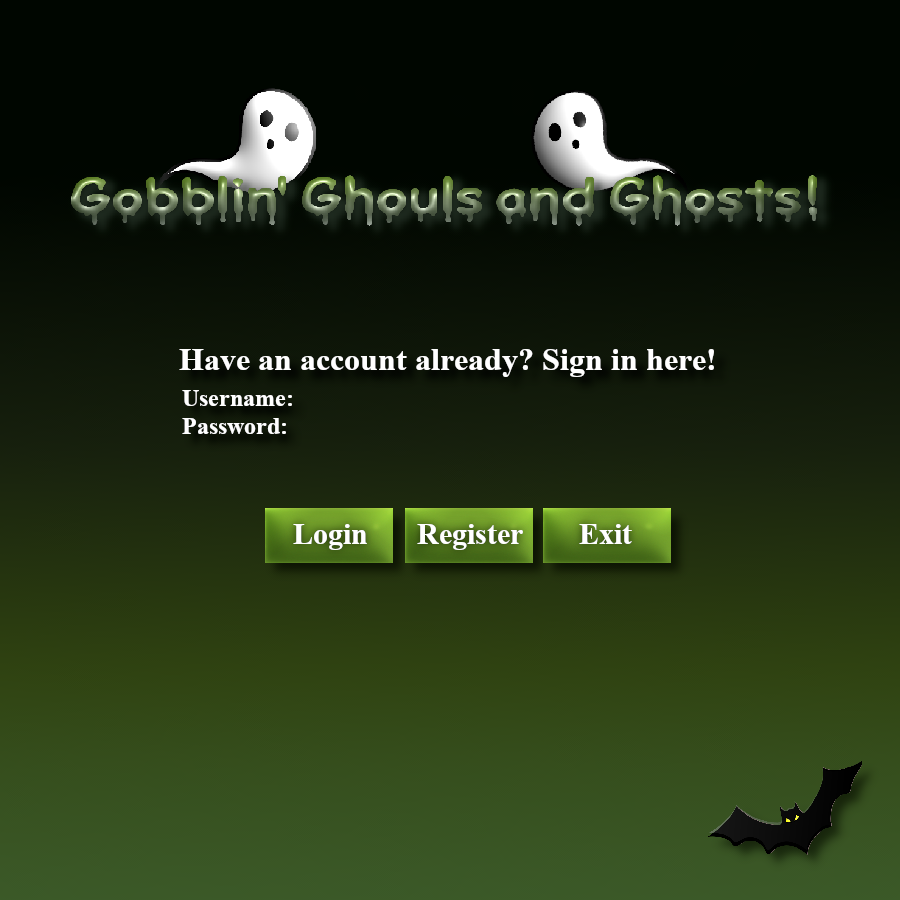 Gobblin' Ghouls and Ghosts!
Have an account already? Sign in here!
Username:
Password:
Login Register Exit